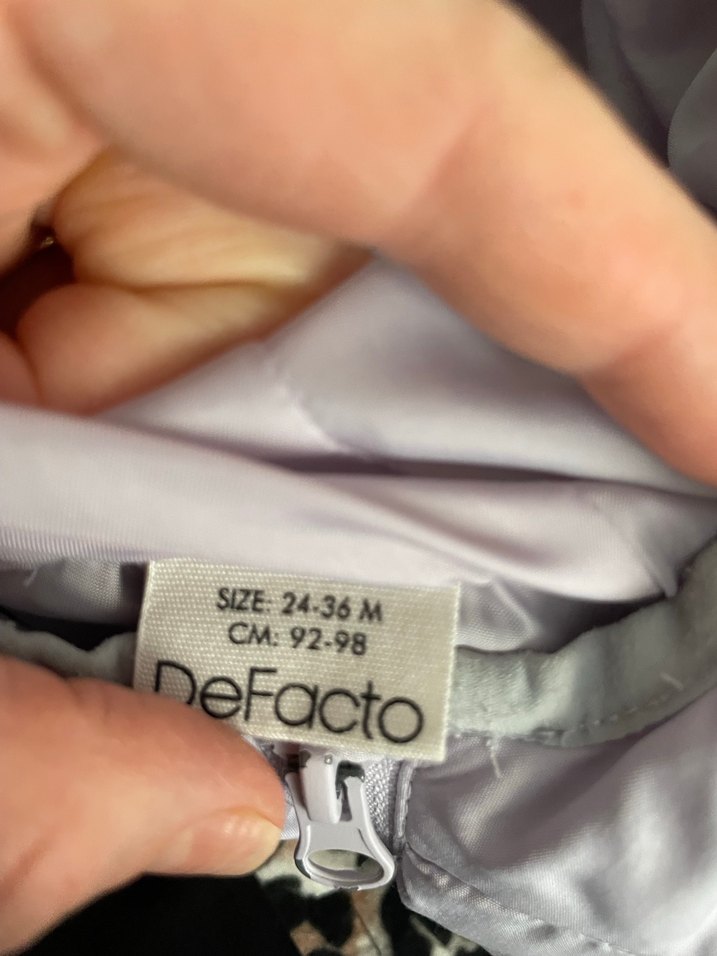 SIZE: 24-36 M
CM: 92-98
DeFacto